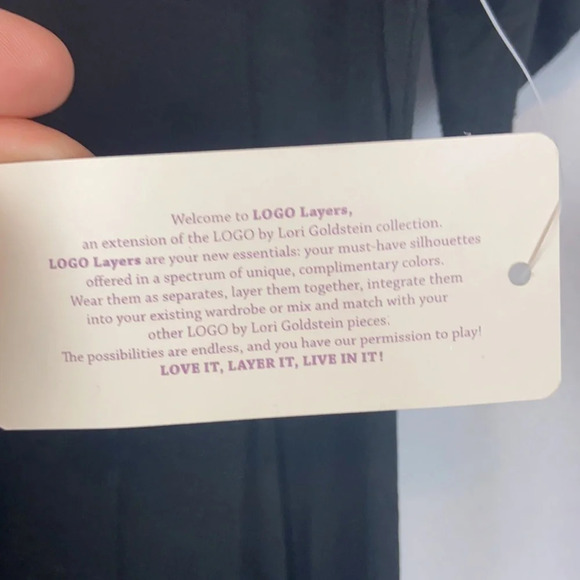 Welcome to LOGO Layers,
an extension of the LOGO by Lori Goldstein collection.
LOGO Layers are your new essentials: your must-have silhouettes
offered in a spectrum of unique, complimentary colors.
Wear them as separates, layer them together, integrate them
into your existing wardrobe or mix and match with your
other LOGO by Lori Goldstein pieces.
The possibilities are endless, and you have our permission to play!
LOVE IT, LAYER IT, LIVE IN IT!